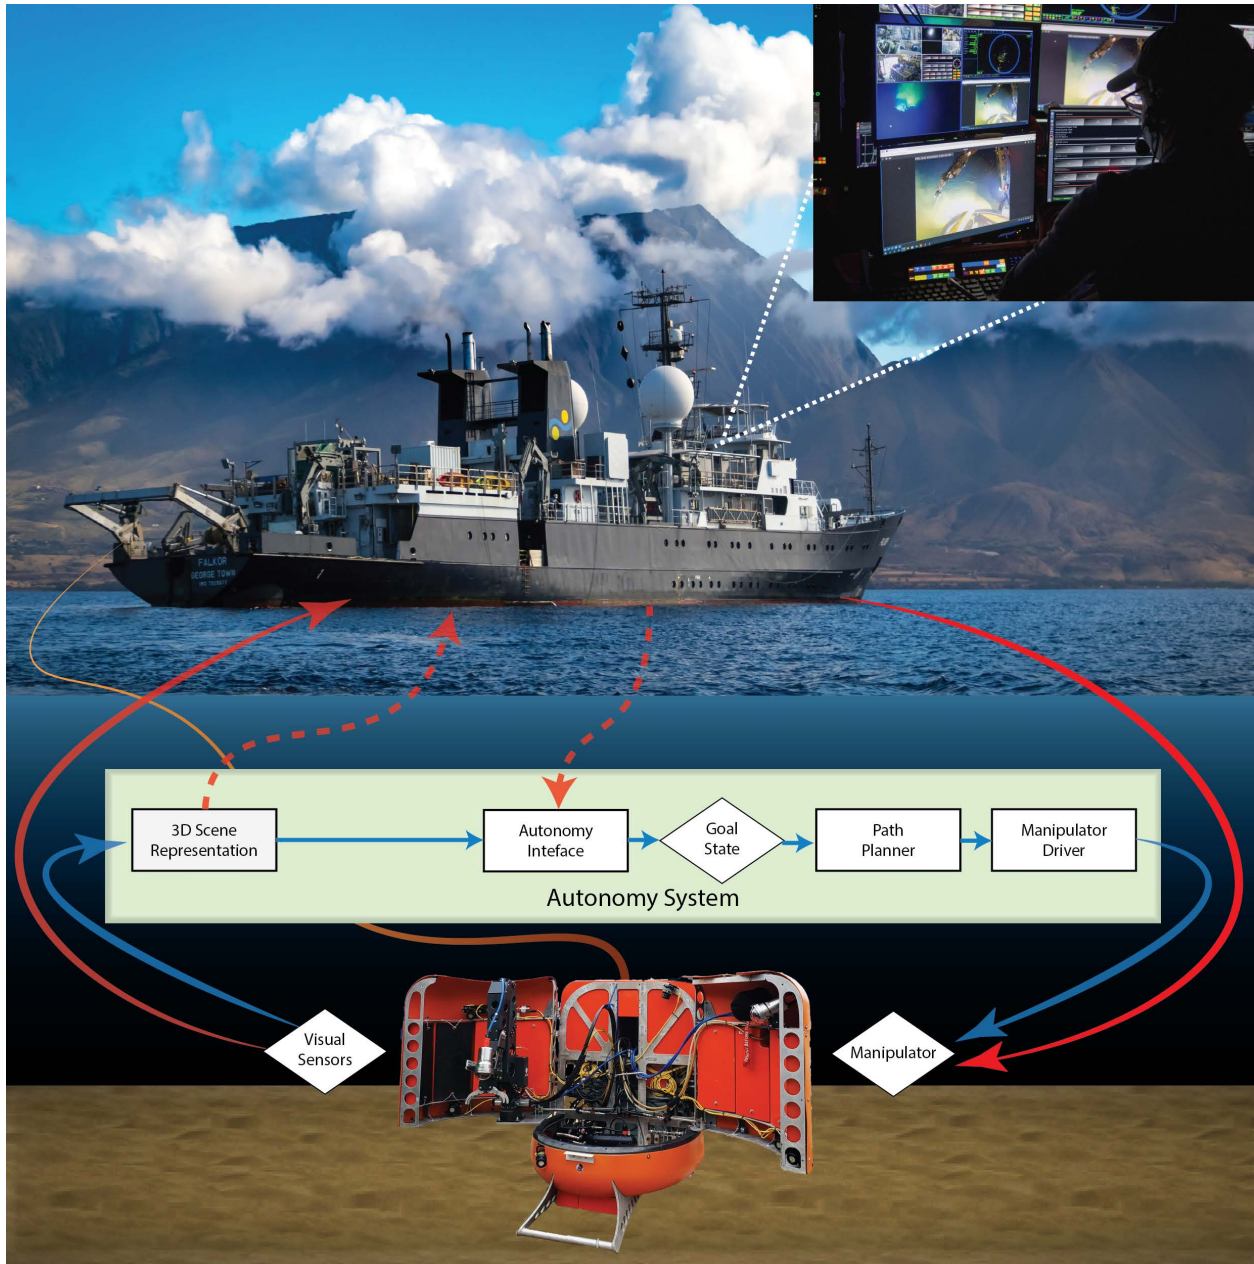 FALKOR
GEORGE TOWN
3D Scene
Representation
Autonomy
Inteface
Goal
State
Path
Planner
Manipulator
Driver
Autonomy System
Visual
Sensors
Manipulator